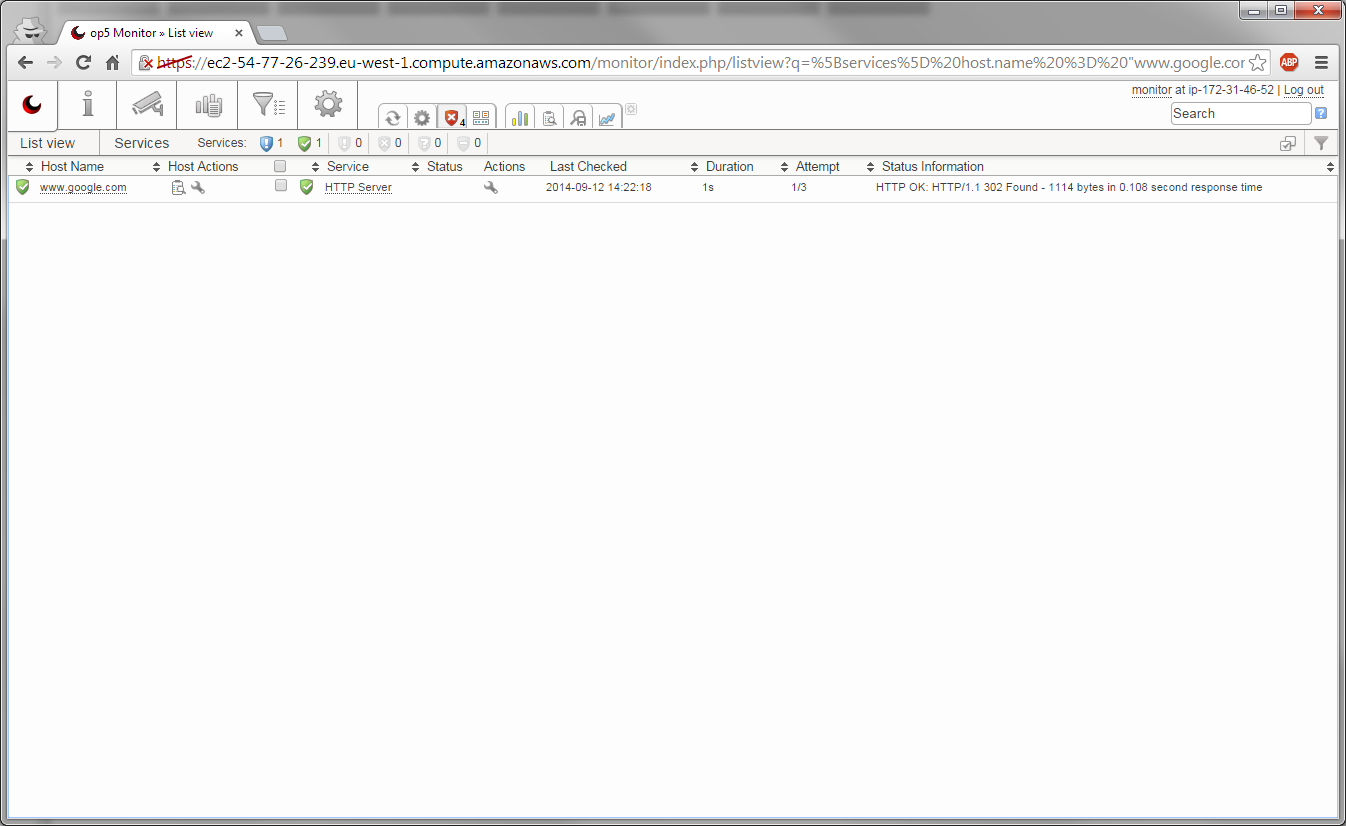 op5 Monitor » List view
https://ec2-54-77-26-239.eu-west-1.compute.amazonaws.com/monitor/index.php/listview?q=%5Bservices%5D%20host.name%20%3D%20"www.google.cor
ABP
monitor at ip-172-31-46-52 | Log out
4
Search
?
List view Services Services: 1 1 0 0 0 0
Host Name Host Actions Service Status Actions Last Checked Duration Attempt Status Information
www.google.com HTTP Server 2014-09-12 14:22:18 1s 1/3 HTTP OK: HTTP/1.1 302 Found - 1114 bytes in 0.108 second response time